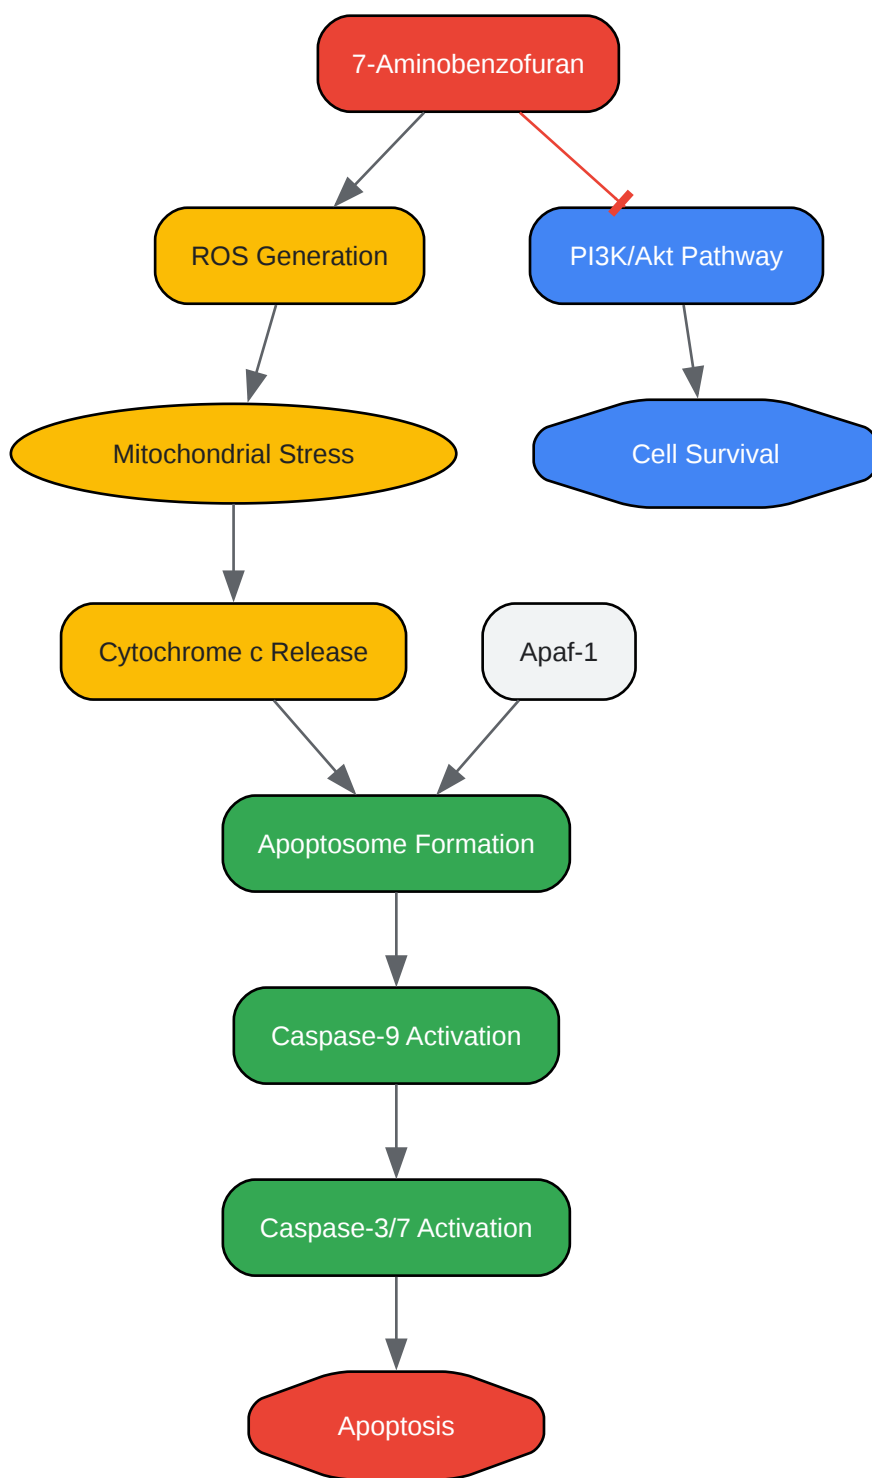 7-Aminobenzofuran
ROS Generation
PI3K/Akt Pathway
Mitochondrial Stress
Cell Survival
Cytochrome c Release
Apaf-1
Apoptosome Formation
Caspase-9 Activation
Caspase-3/7 Activation
Apoptosis